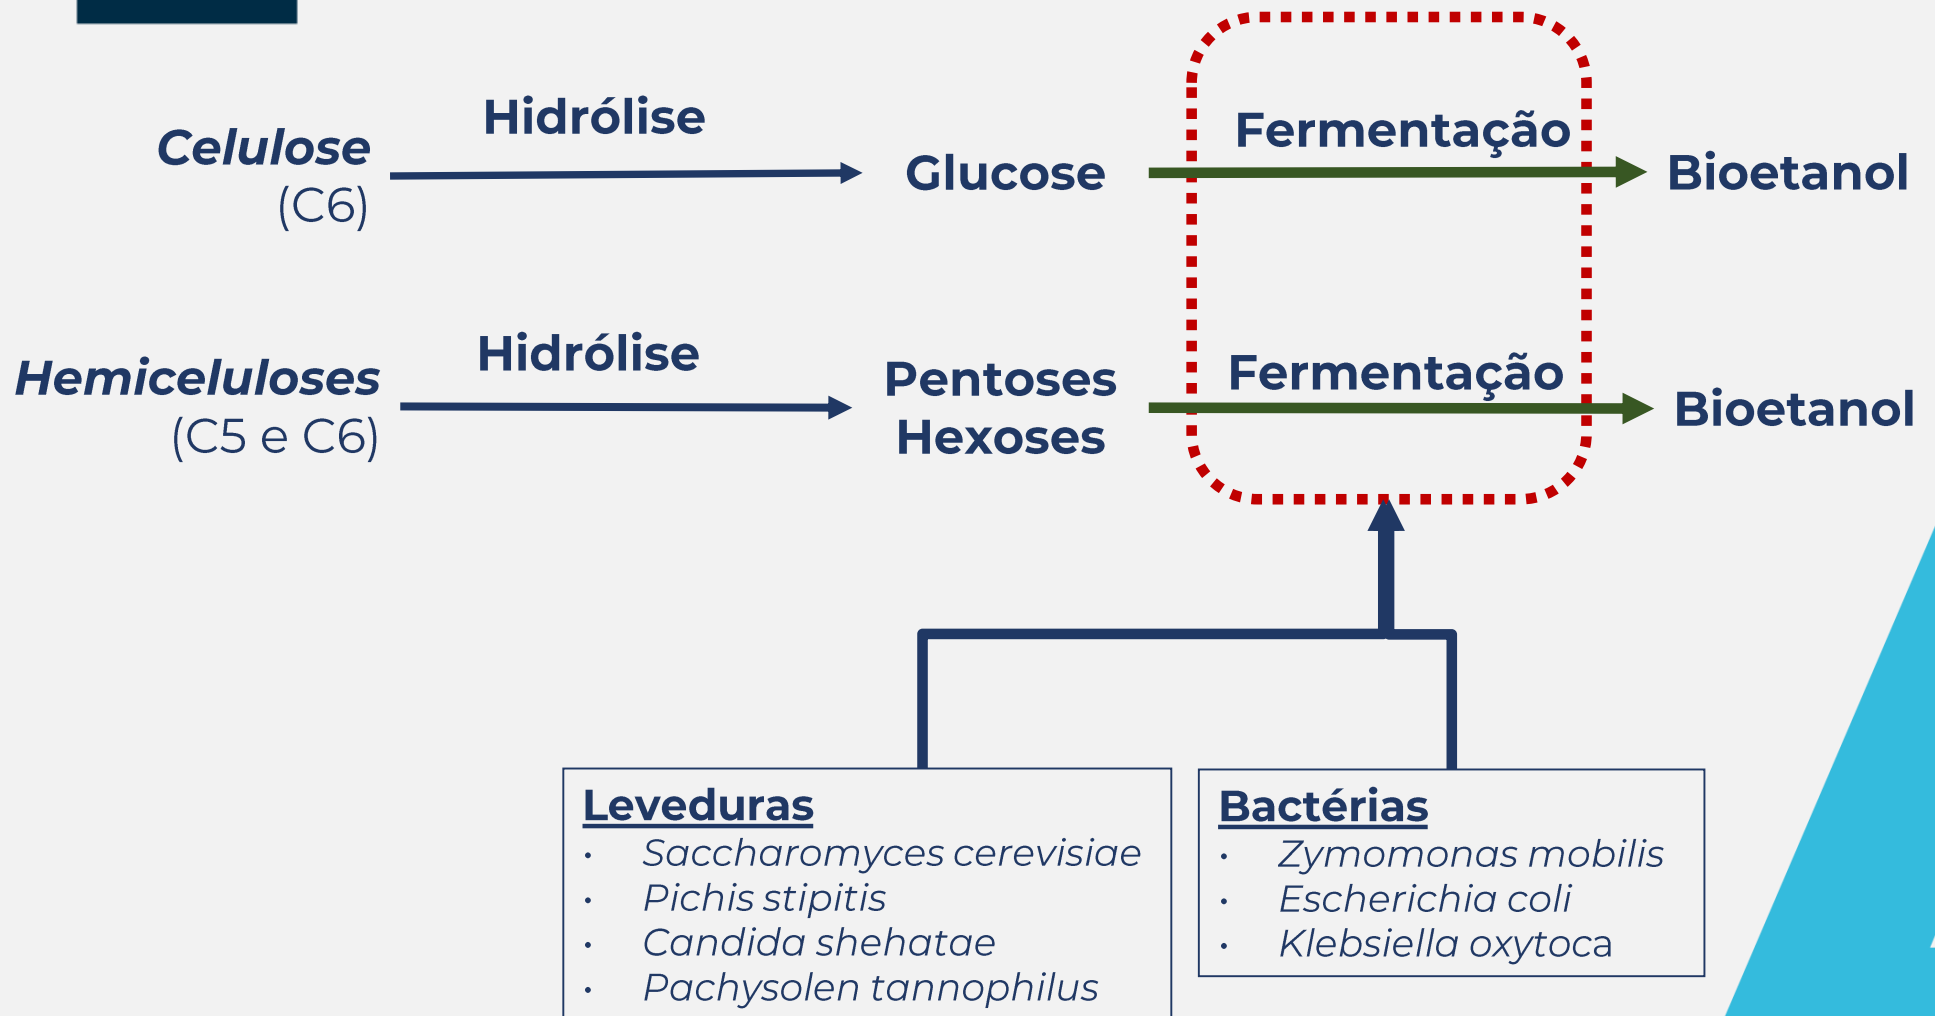 Hidrólise
Celulose
(C6)
Glucose
Fermentação
Bioetanol
Hidrólise
Hemiceluloses
(C5 e C6)
Pentoses
Hexoses
Fermentação
Bioetanol
Leveduras
• Saccharomyces cerevisiae
• Pichis stipitis
• Candida shehatae
• Pachysolen tannophilus
Bactérias
• Zymomonas mobilis
• Escherichia coli
• Klebsiella oxytoca